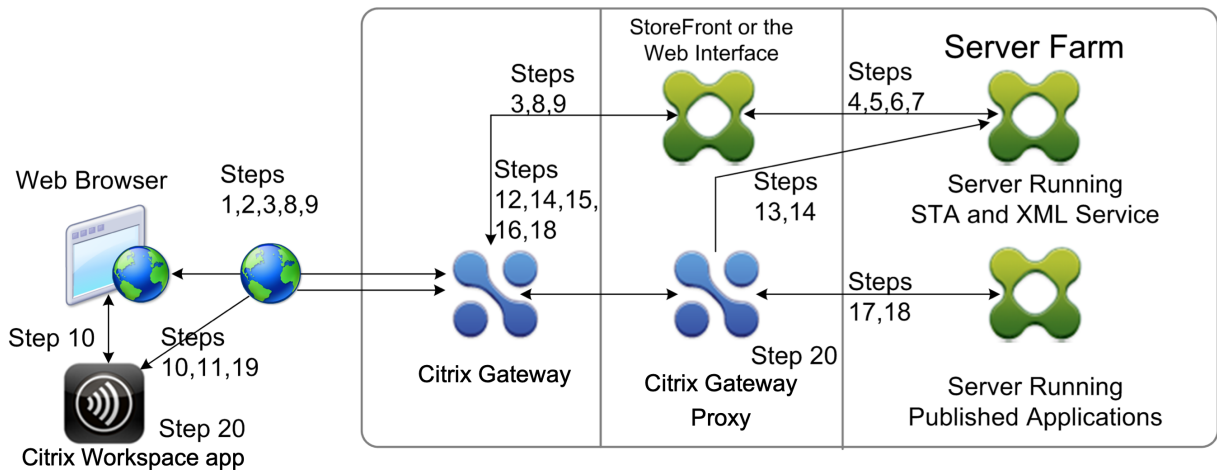 StoreFront or the
Web Interface
Server Farm
Steps
3,8,9
Steps
4,5,6,7
Web Browser
Steps
1,2,3,8,9
Steps
12,14,15,
16,18
Steps
13,14
Server Running
STA and XML Service
Step 10
Steps
10,11,19
Steps
17,18
Citrix Gateway
Step 20
Citrix Gateway
Proxy
Server Running
Published Applications
Step 20
Citrix Workspace app